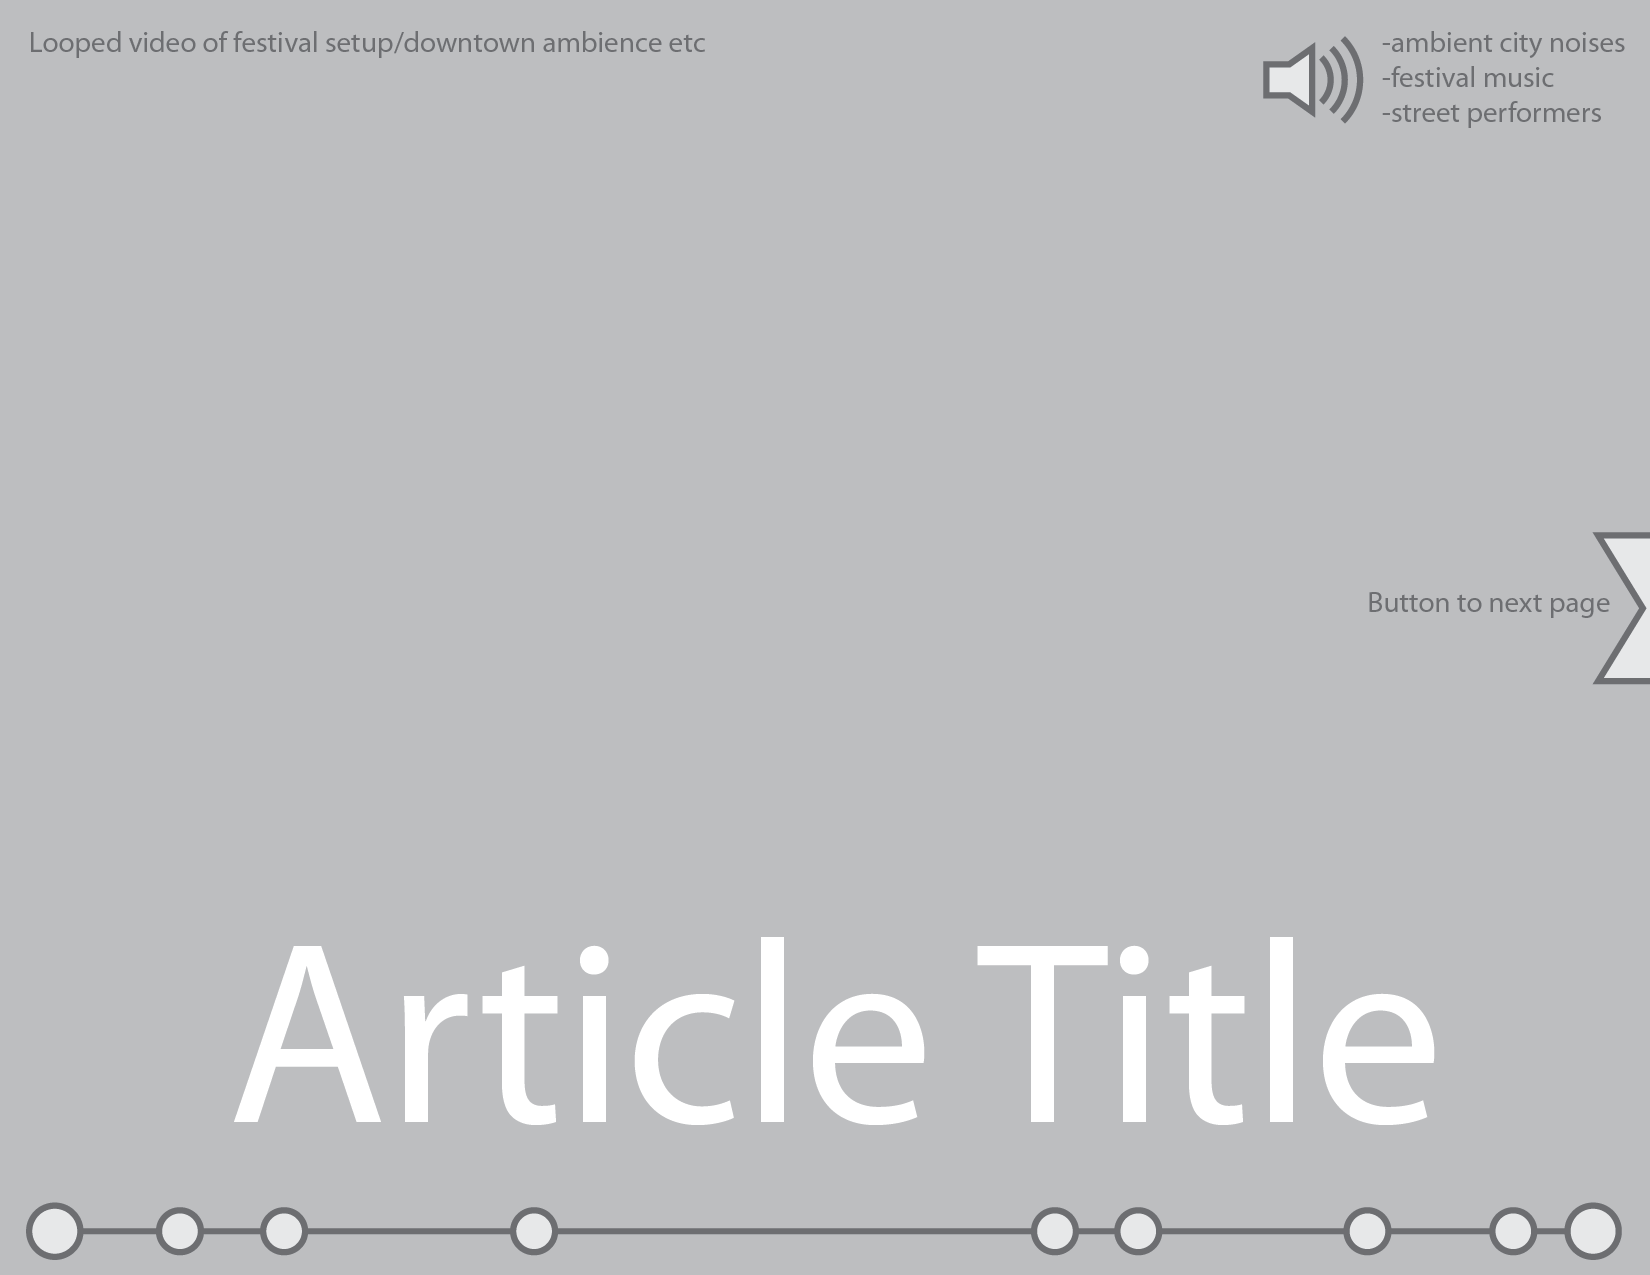 Looped video of festival setup/downtown ambience etc
-ambient city noises
-festival music
-street performers
Button to next page
Article Title